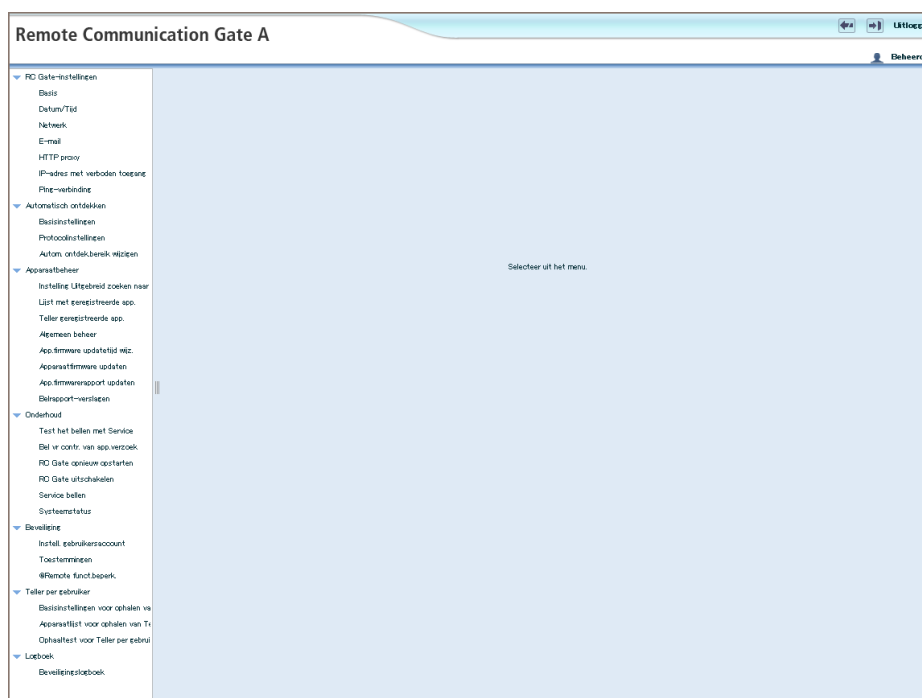 Remote Communication Gate A
Uitlogg
Beheerd
RC Gate-instellingen
Basis
Datum/Tijd
Netwerk
E-mail
HTTP proxy
IP-adres met verboden toegang
Ping-verbinding
Automatisch ontdekken
Basisinstellingen
Protocolinstellingen
Autom. ontdek.bereik wijzigen
Apparaatbeheer
Instelling Uitgebreid zoeken naar
Lijst met geregistreerde app.
Teller geregistreerde app.
Algemeen beheer
App.firmware updatetijd wijz.
Apparaatfirmware updaten
App.firmwarerapport updaten
Belrapport-verslagen
Onderhoud
Test het bellen met Service
Bel vr contr. van app.verzoek
RC Gate opnieuw opstarten
RC Gate uitschakelen
Service bellen
Systeemstatus
Beveiliging
Instell. gebruikersaccount
Toestemmingen
@Remote funct.beperk.
Teller per gebruiker
Basisinstellingen voor ophalen va
Apparaatlijst voor ophalen van Te
Ophaaltest voor Teller per gebrui
Logboek
Beveiligingslogboek
Selecteer uit het menu.